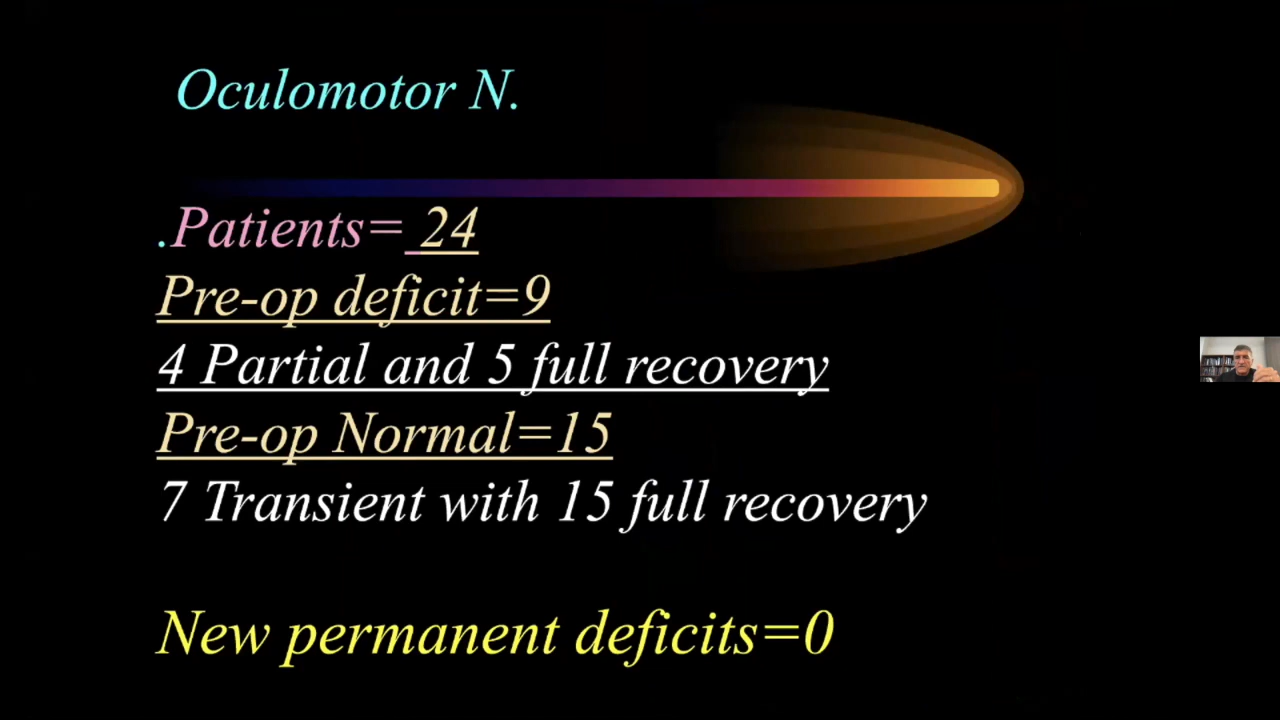 Oculomotor N.
.Patients= 24
Pre-op deficit=9
4 Partial and 5 full recovery
Pre-op Normal=15
7 Transient with 15 full recovery
New permanent deficits=0